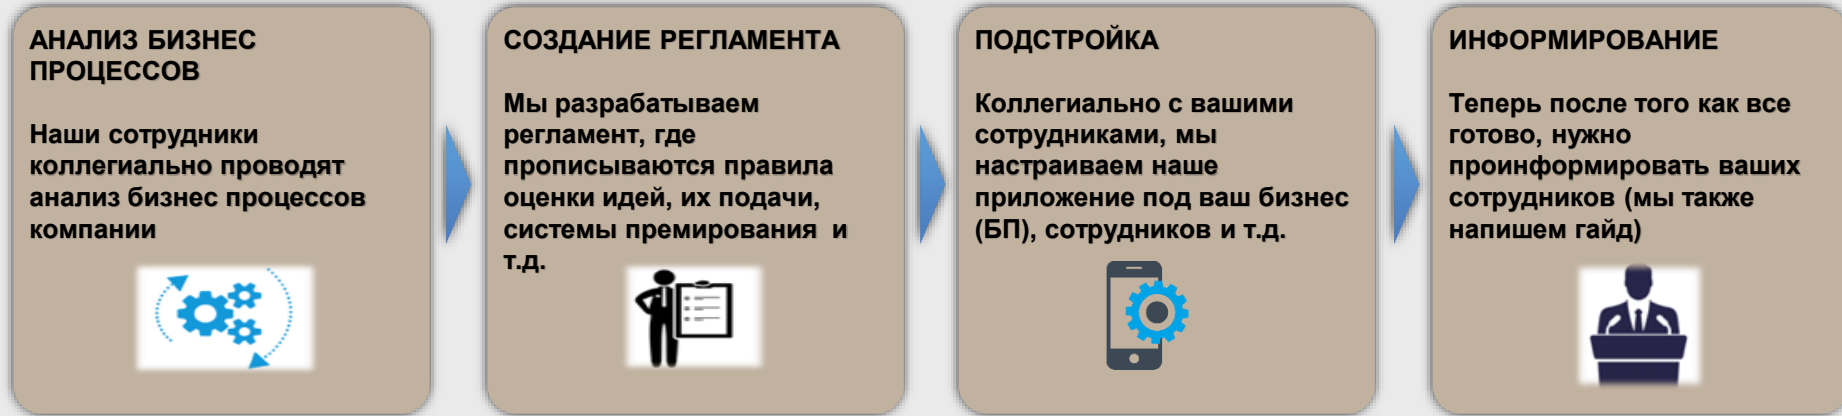 АНАЛИЗ БИЗНЕС
ПРОЦЕССОВ
Наши сотрудники
коллегиально проводят
анализ бизнес процессов
компании
СОЗДАНИЕ РЕГЛАМЕНТА
Мы разрабатываем
регламент, где
прописываются правила
оценки идей, их подачи,
системы премирования и
т.д.
ПОДСТРОЙКА
Коллегиально с вашими
сотрудниками, мы
настраиваем наше
приложение под ваш бизнес
(БП), сотрудников и т.д.
ИНФОРМИРОВАНИЕ
Теперь после того как все
готово, нужно
проинформировать ваших
сотрудников (мы также
напишем гайд)